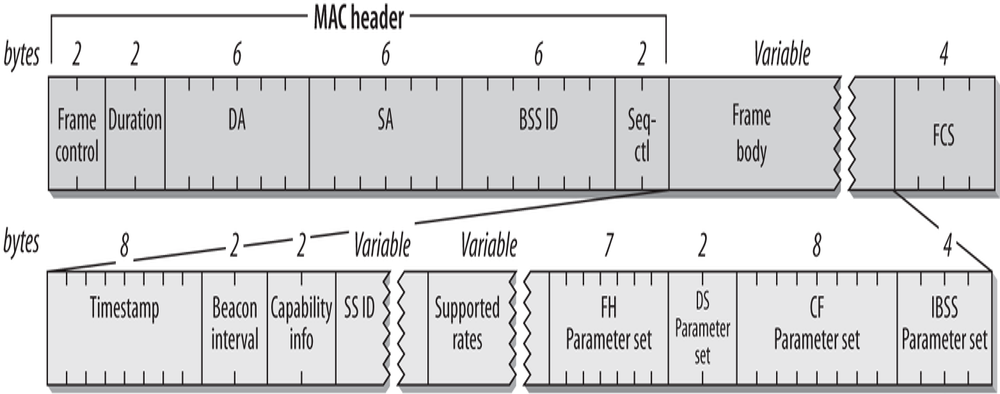 MAC header
bytes 2 2 6 6 6 2 Variable 4
Frame control
Duration
DA
SA
BSS ID
Seq-ctl
Frame body
FCS
bytes 8 2 2 Variable Variable 7 2 8 4
Timestamp
Beacon interval
Capability info
SS ID
Supported rates
FH Parameter set
DS Parameter set
CF Parameter set
IBSS Parameter set